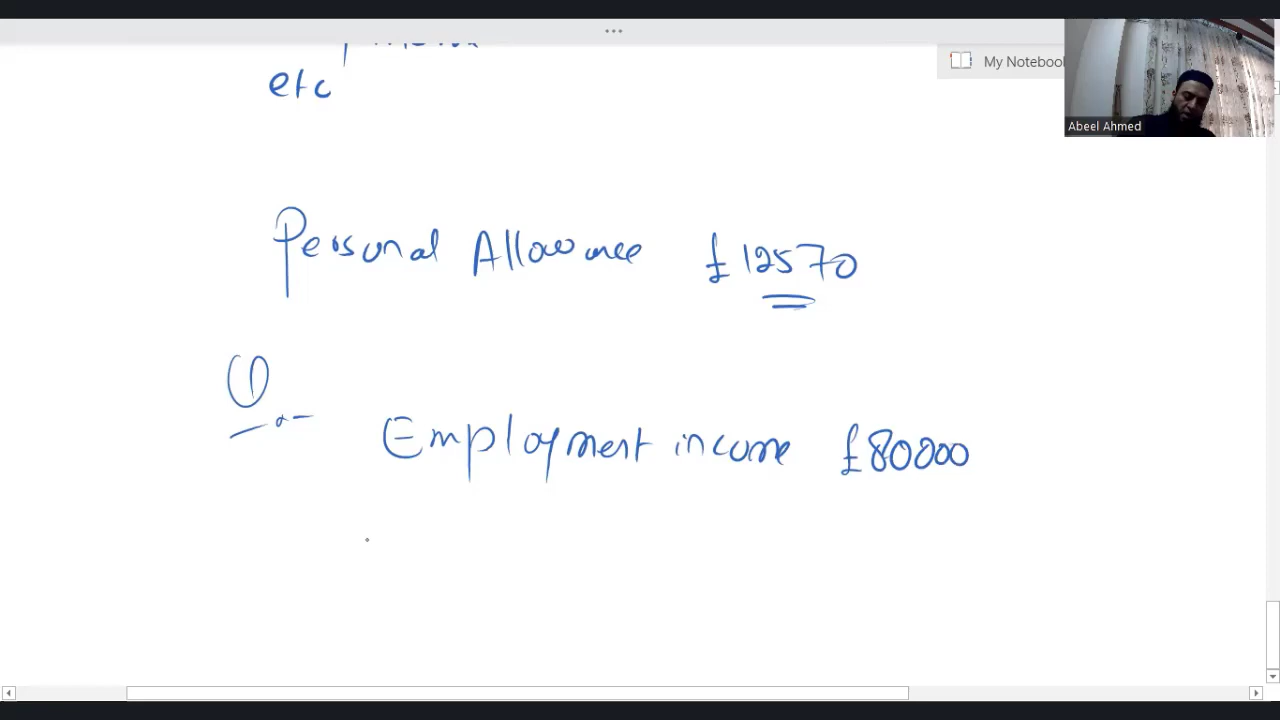 etc
My Notebook
Abeel Ahmed
Personal Allowance £12570
①
Employment income £80000